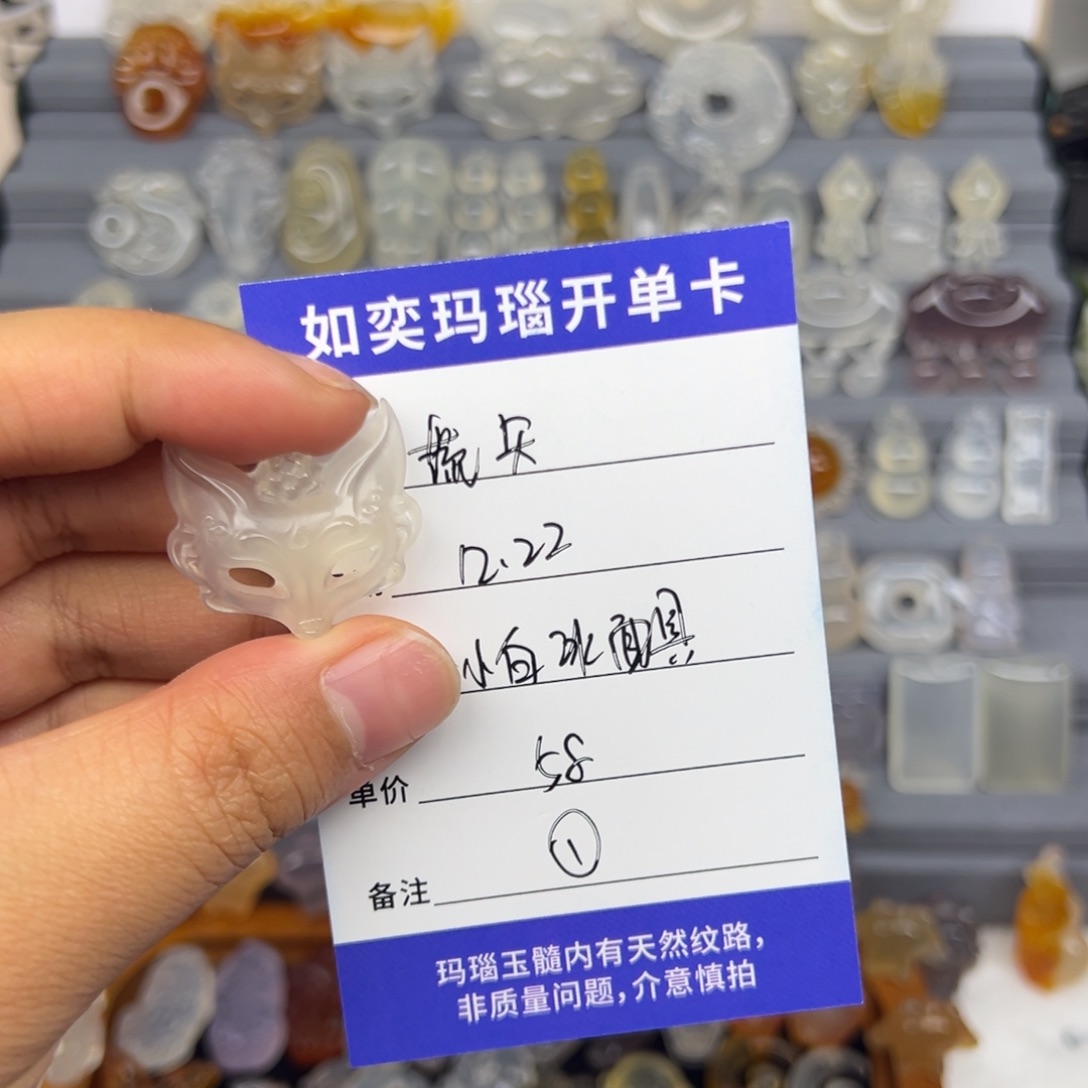 如奕玛瑙开单卡
12.22
小白冰面具
单价 58
①
备注
玛瑙玉髓内有天然纹路，
非质量问题，介意慎拍